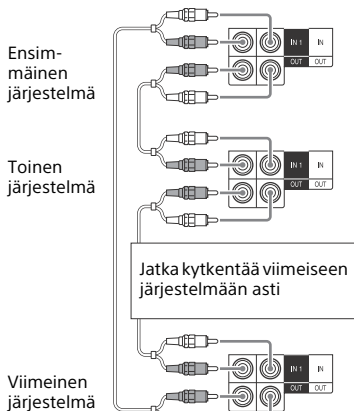 Ensim-
mäinen
järjestelmä
IN 1 IN
OUT OUT
Toinen
järjestelmä
IN 1 IN
OUT OUT
Jatka kytkentää viimeiseen
järjestelmään asti
Viimeinen
järjestelmä
IN 1 IN
OUT OUT